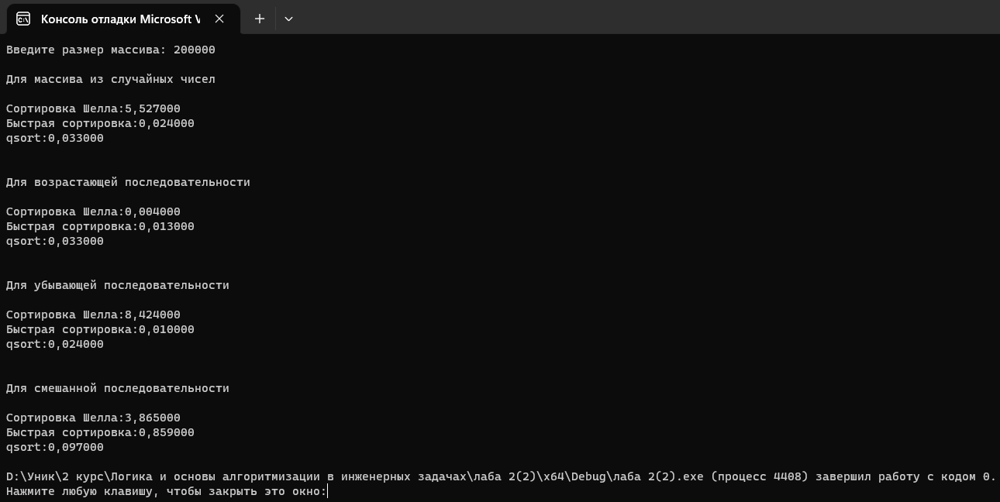 Консоль отладки Microsoft V
Введите размер массива: 200000
Для массива из случайных чисел
Сортировка Шелла:5,527000
Быстрая сортировка:0,024000
qsort:0,033000
Для возрастающей последовательности
Сортировка Шелла:0,004000
Быстрая сортировка:0,013000
qsort:0,033000
Для убывающей последовательности
Сортировка Шелла:8,424000
Быстрая сортировка:0,010000
qsort:0,024000
Для смешанной последовательности
Сортировка Шелла:3,865000
Быстрая сортировка:0,859000
qsort:0,097000
D:\Уник\2 курс\Логика и основы алгоритмизации в инженерных задачах\лаба 2(2)\x64\Debug\лаба 2(2).exe (процесс 4408) завершил работу с кодом 0.
Нажмите любую клавишу, чтобы закрыть это окно: